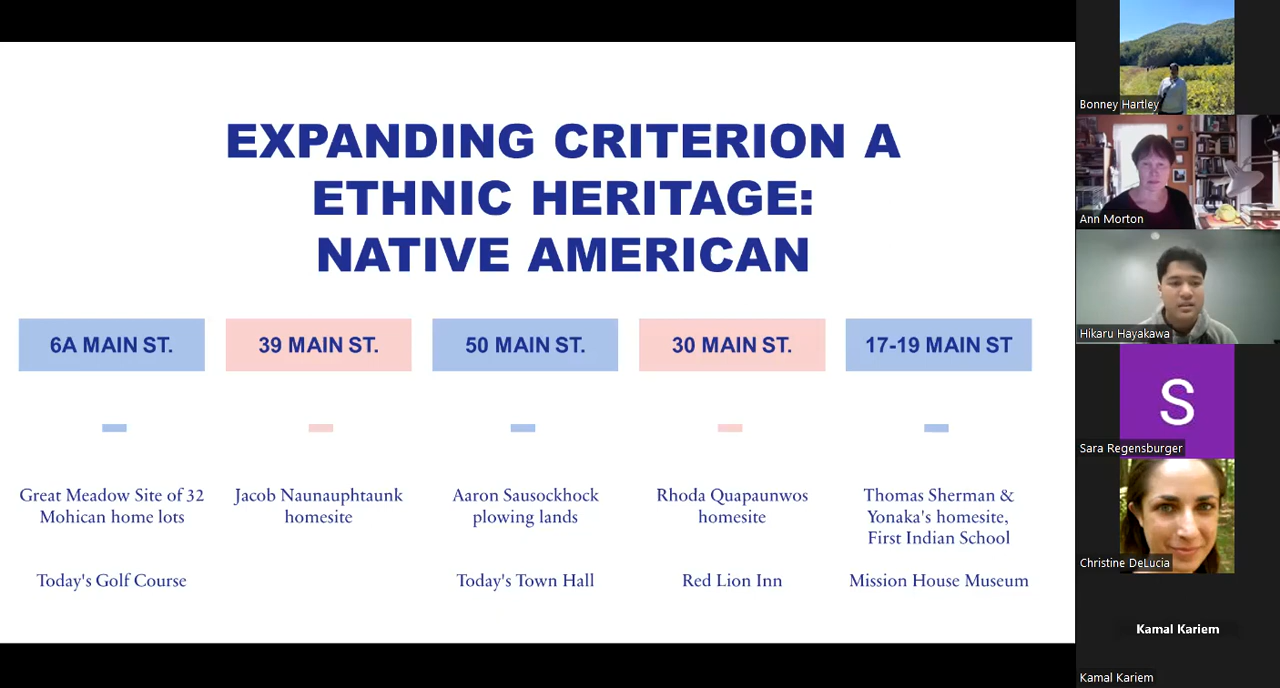 EXPANDING CRITERION A
ETHNIC HERITAGE:
NATIVE AMERICAN
6A MAIN ST.
39 MAIN ST.
50 MAIN ST.
30 MAIN ST.
17-19 MAIN ST
Great Meadow Site of 32
Mohican home lots
Jacob Naunauphtaunk
homesite
Aaron Sausockhock
plowing lands
Rhoda Quapaunwos
homesite
Thomas Sherman &
Yonaka's homesite,
First Indian School
Today's Golf Course
Today's Town Hall
Red Lion Inn
Mission House Museum
Bonney Hartley
Ann Morton
Hikaru Hayakawa
S
Sara Regensburger
Christine DeLucia
Kamal Kariem
Kamal Kariem